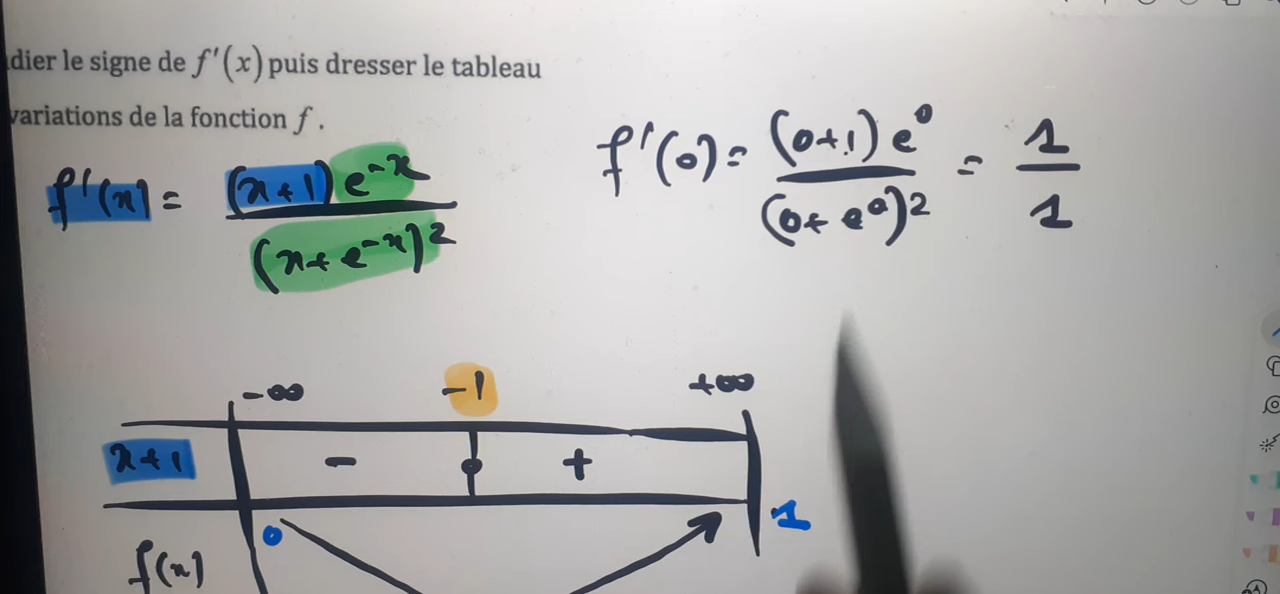 dier le signe de f'(x) puis dresser le tableau
variations de la fonction f.
f'(x) = (x+1) e^-x / (x + e^-x)^2
f'(0) = (0+1) e^0 / (0 + e^0)^2 = 1 / 1
-∞ -1 +∞
x+1 - +
0 1
f(x)